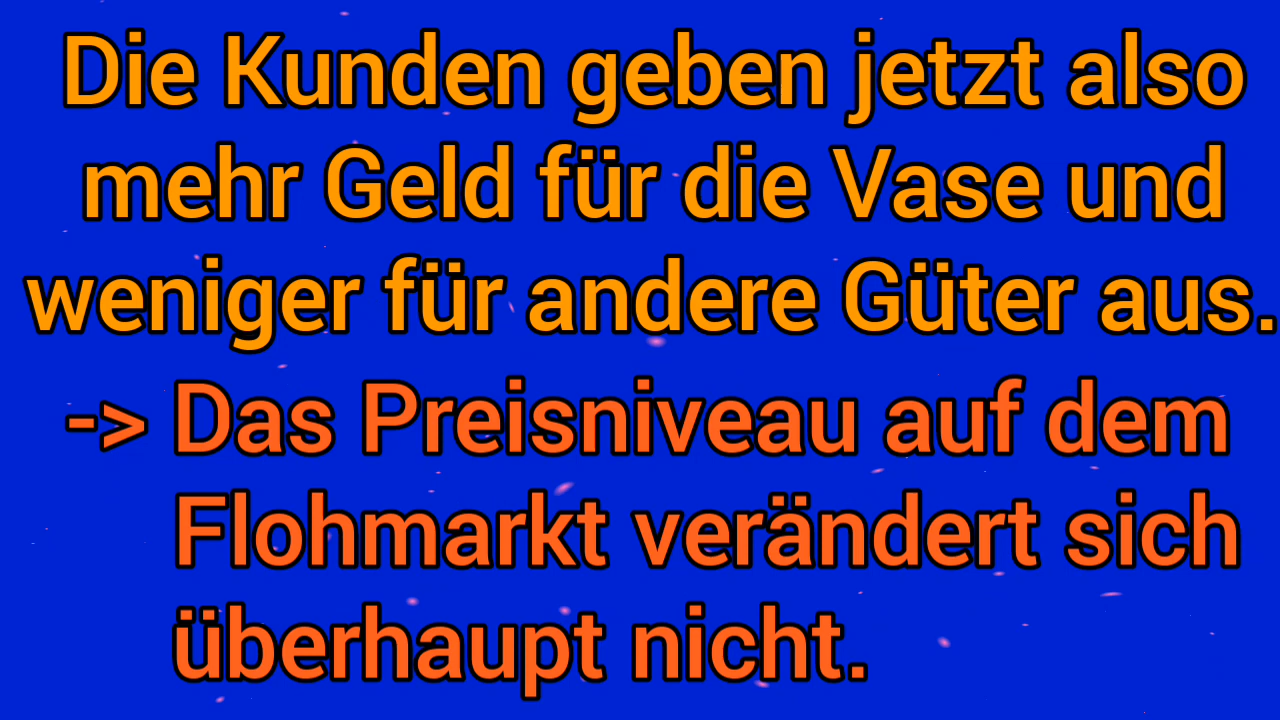 Die Kunden geben jetzt also
mehr Geld für die Vase und
weniger für andere Güter aus.
-> Das Preisniveau auf dem
Flohmarkt verändert sich
überhaupt nicht.